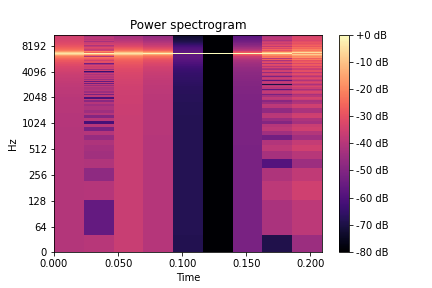 Power spectrogram
8192
4096
2048
1024
512
256
128
64
0
Hz
0.000 0.050 0.100 0.150 0.200
Time
+0 dB
-10 dB
-20 dB
-30 dB
-40 dB
-50 dB
-60 dB
-70 dB
-80 dB